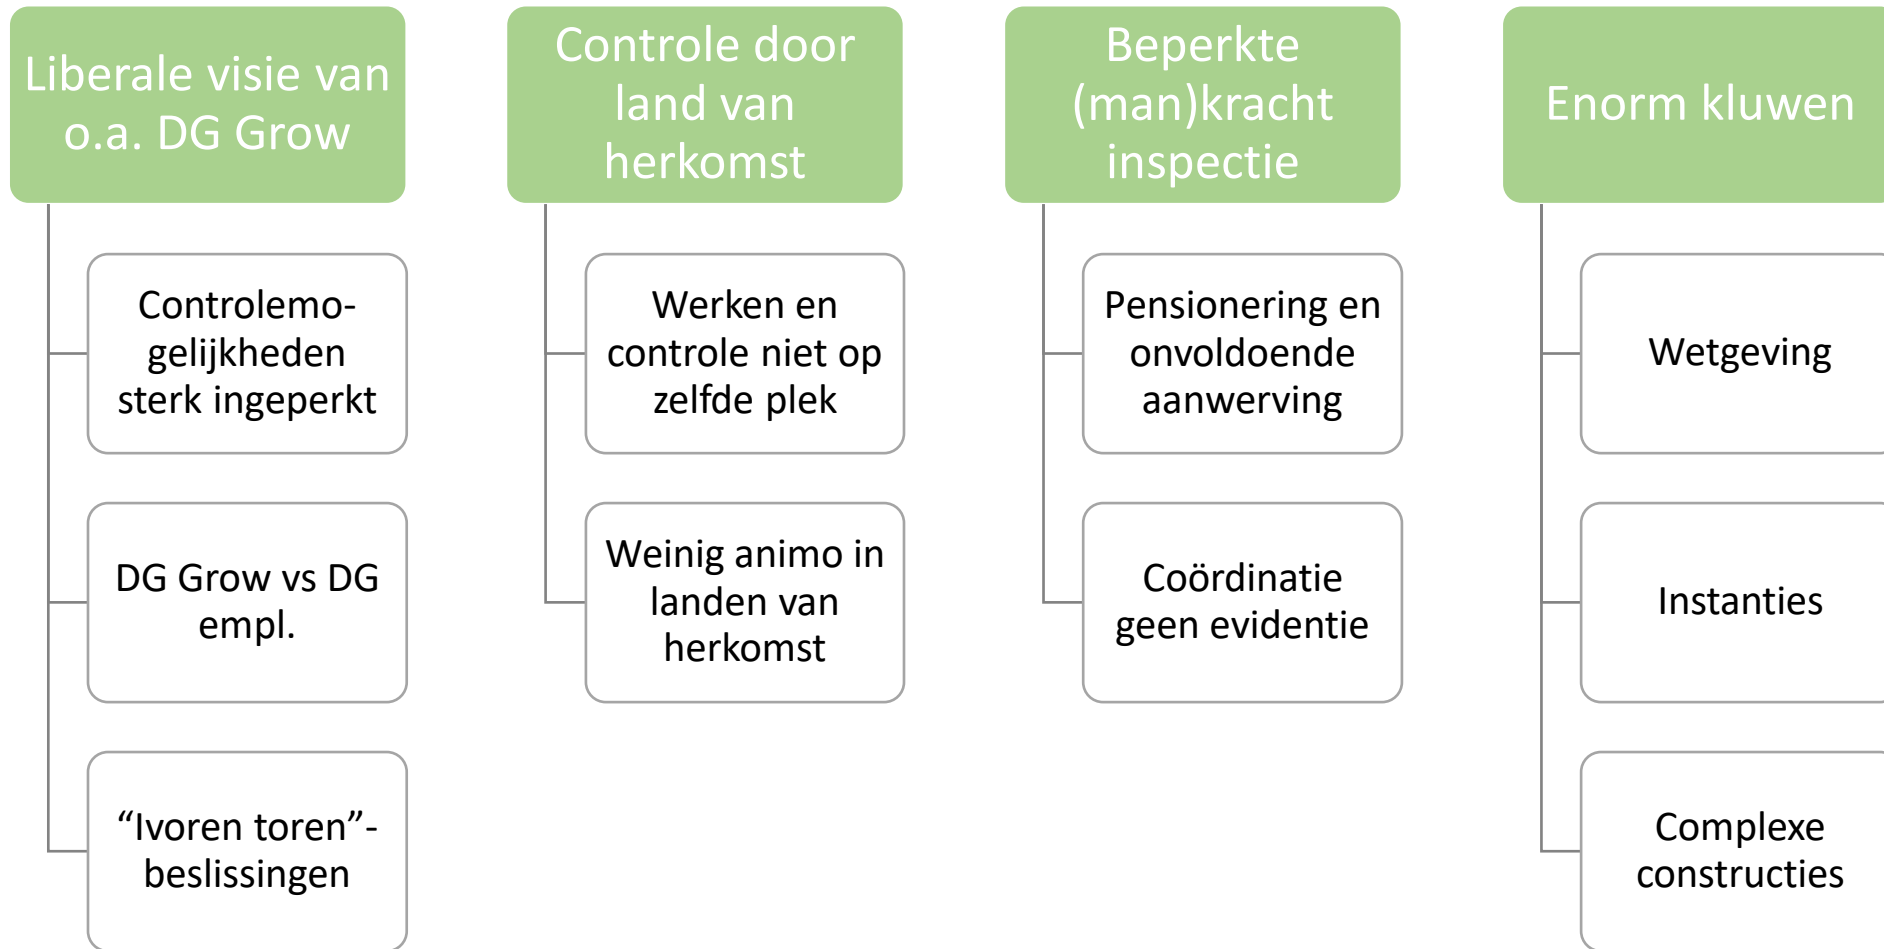 Liberale visie van
o.a. DG Grow
Controlemo-
gelijkheden
sterk ingeperkt
DG Grow vs DG
empl.
“Ivoren toren”-
beslissingen
Controle door
land van
herkomst
Werken en
controle niet op
zelfde plek
Weinig animo in
landen van
herkomst
Beperkte
(man)kracht
inspectie
Pensionering en
onvoldoende
aanwerving
Coördinatie
geen evidentie
Enorm kluwen
Wetgeving
Instanties
Complexe
constructies